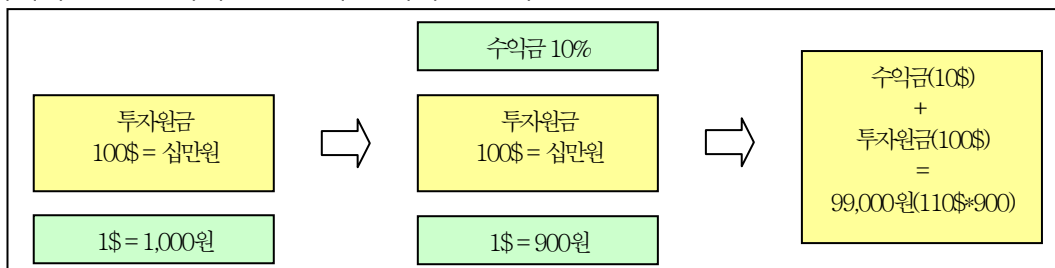 투자원금
100$ = 십만원
1$ = 1,000원
수익금 10%
투자원금
100$ = 십만원
1$ = 900원
수익금(10$)
+
투자원금(100$)
=
99,000원(110$*900)